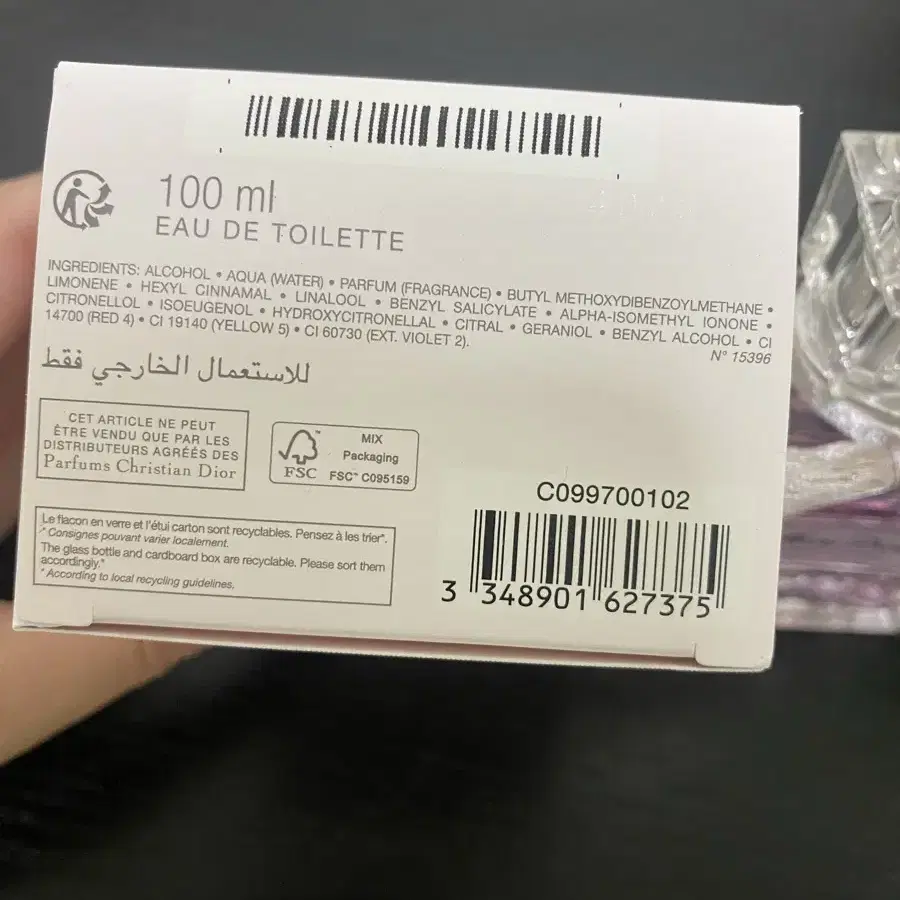 100 ml
EAU DE TOILETTE
INGREDIENTS: ALCOHOL • AQUA (WATER) • PARFUM (FRAGRANCE) • BUTYL METHOXYDIBENZOYLMETHANE •
LIMONENE • HEXYL CINNAMAL • LINALOOL • BENZYL SALICYLATE • ALPHA-ISOMETHYL IONONE •
CITRONELLOL • ISOEUGENOL • HYDROXYCITRONELLAL • CITRAL • GERANIOL • BENZYL ALCOHOL • CI
14700 (RED 4) • CI 19140 (YELLOW 5) • CI 60730 (EXT. VIOLET 2).
N° 15396
للاستعمال الخارجي فقط
CET ARTICLE NE PEUT
ÊTRE VENDU QUE PAR LES
DISTRIBUTEURS AGRÉÉS DES
Parfums Christian Dior
FSC™
MIX
Packaging
FSC™ C095159
Le flacon en verre et l'étui carton sont recyclables. Pensez à les trier*.
* Consignes pouvant varier localement.
The glass bottle and cardboard box are recyclable. Please sort them
accordingly.*
* According to local recycling guidelines.
C099700102
3 348901 627375